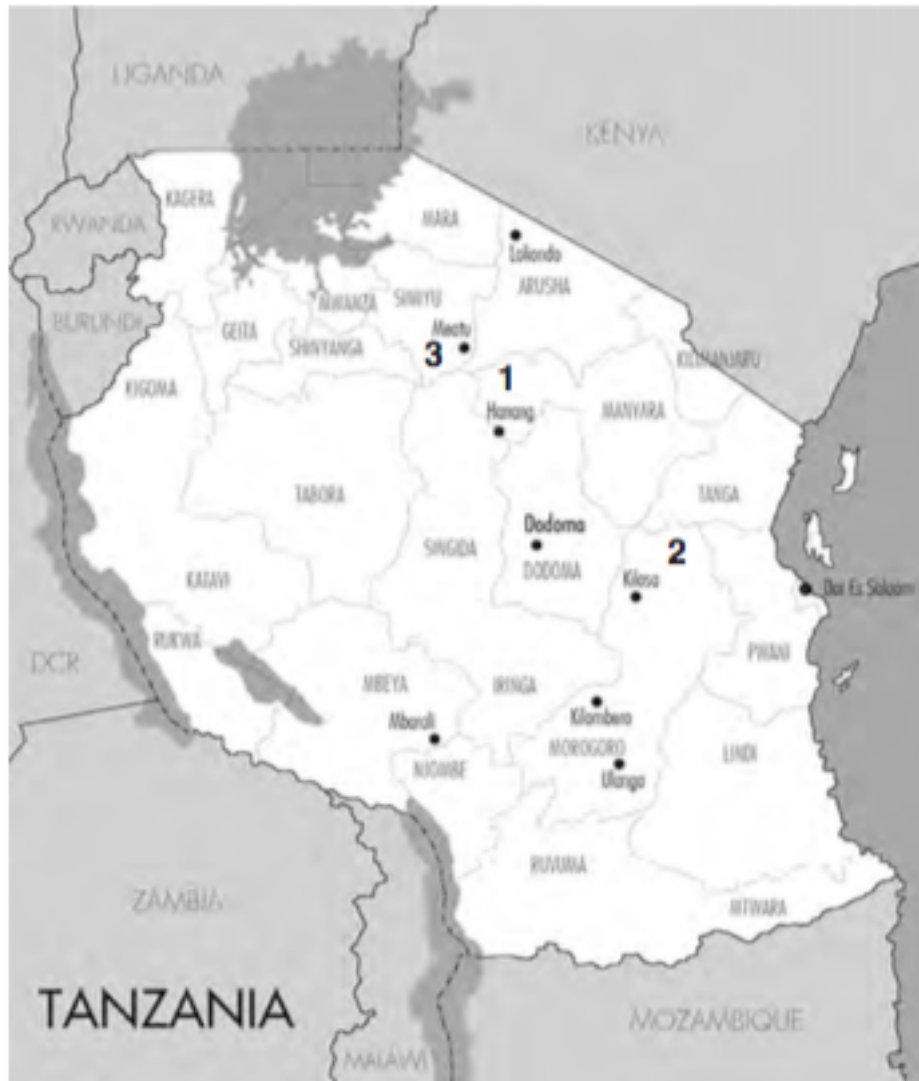 UGANDA
KENYA
KAGERA
RWANDA
MARA
Loliondo
ARUSHA
MWANZA
SIMIYU
BURUNDI
GEITA
Meatu
SHINYANGA
3
KILIMANJARO
1
KIGOMA
Hanang
MANYARA
TABORA
TANGA
Dodoma
2
SINGIDA
DODOMA
KATAVI
Kilosa
Dar Es Salaam
RUKWA
PWANI
DCR
MBEYA
IRINGA
Kilombero
Mbarali
MOROGORO
LINDI
NJOMBE
Ulanga
RUVUMA
ZAMBIA
MTWARA
TANZANIA
MOZAMBIQUE
MALAWI